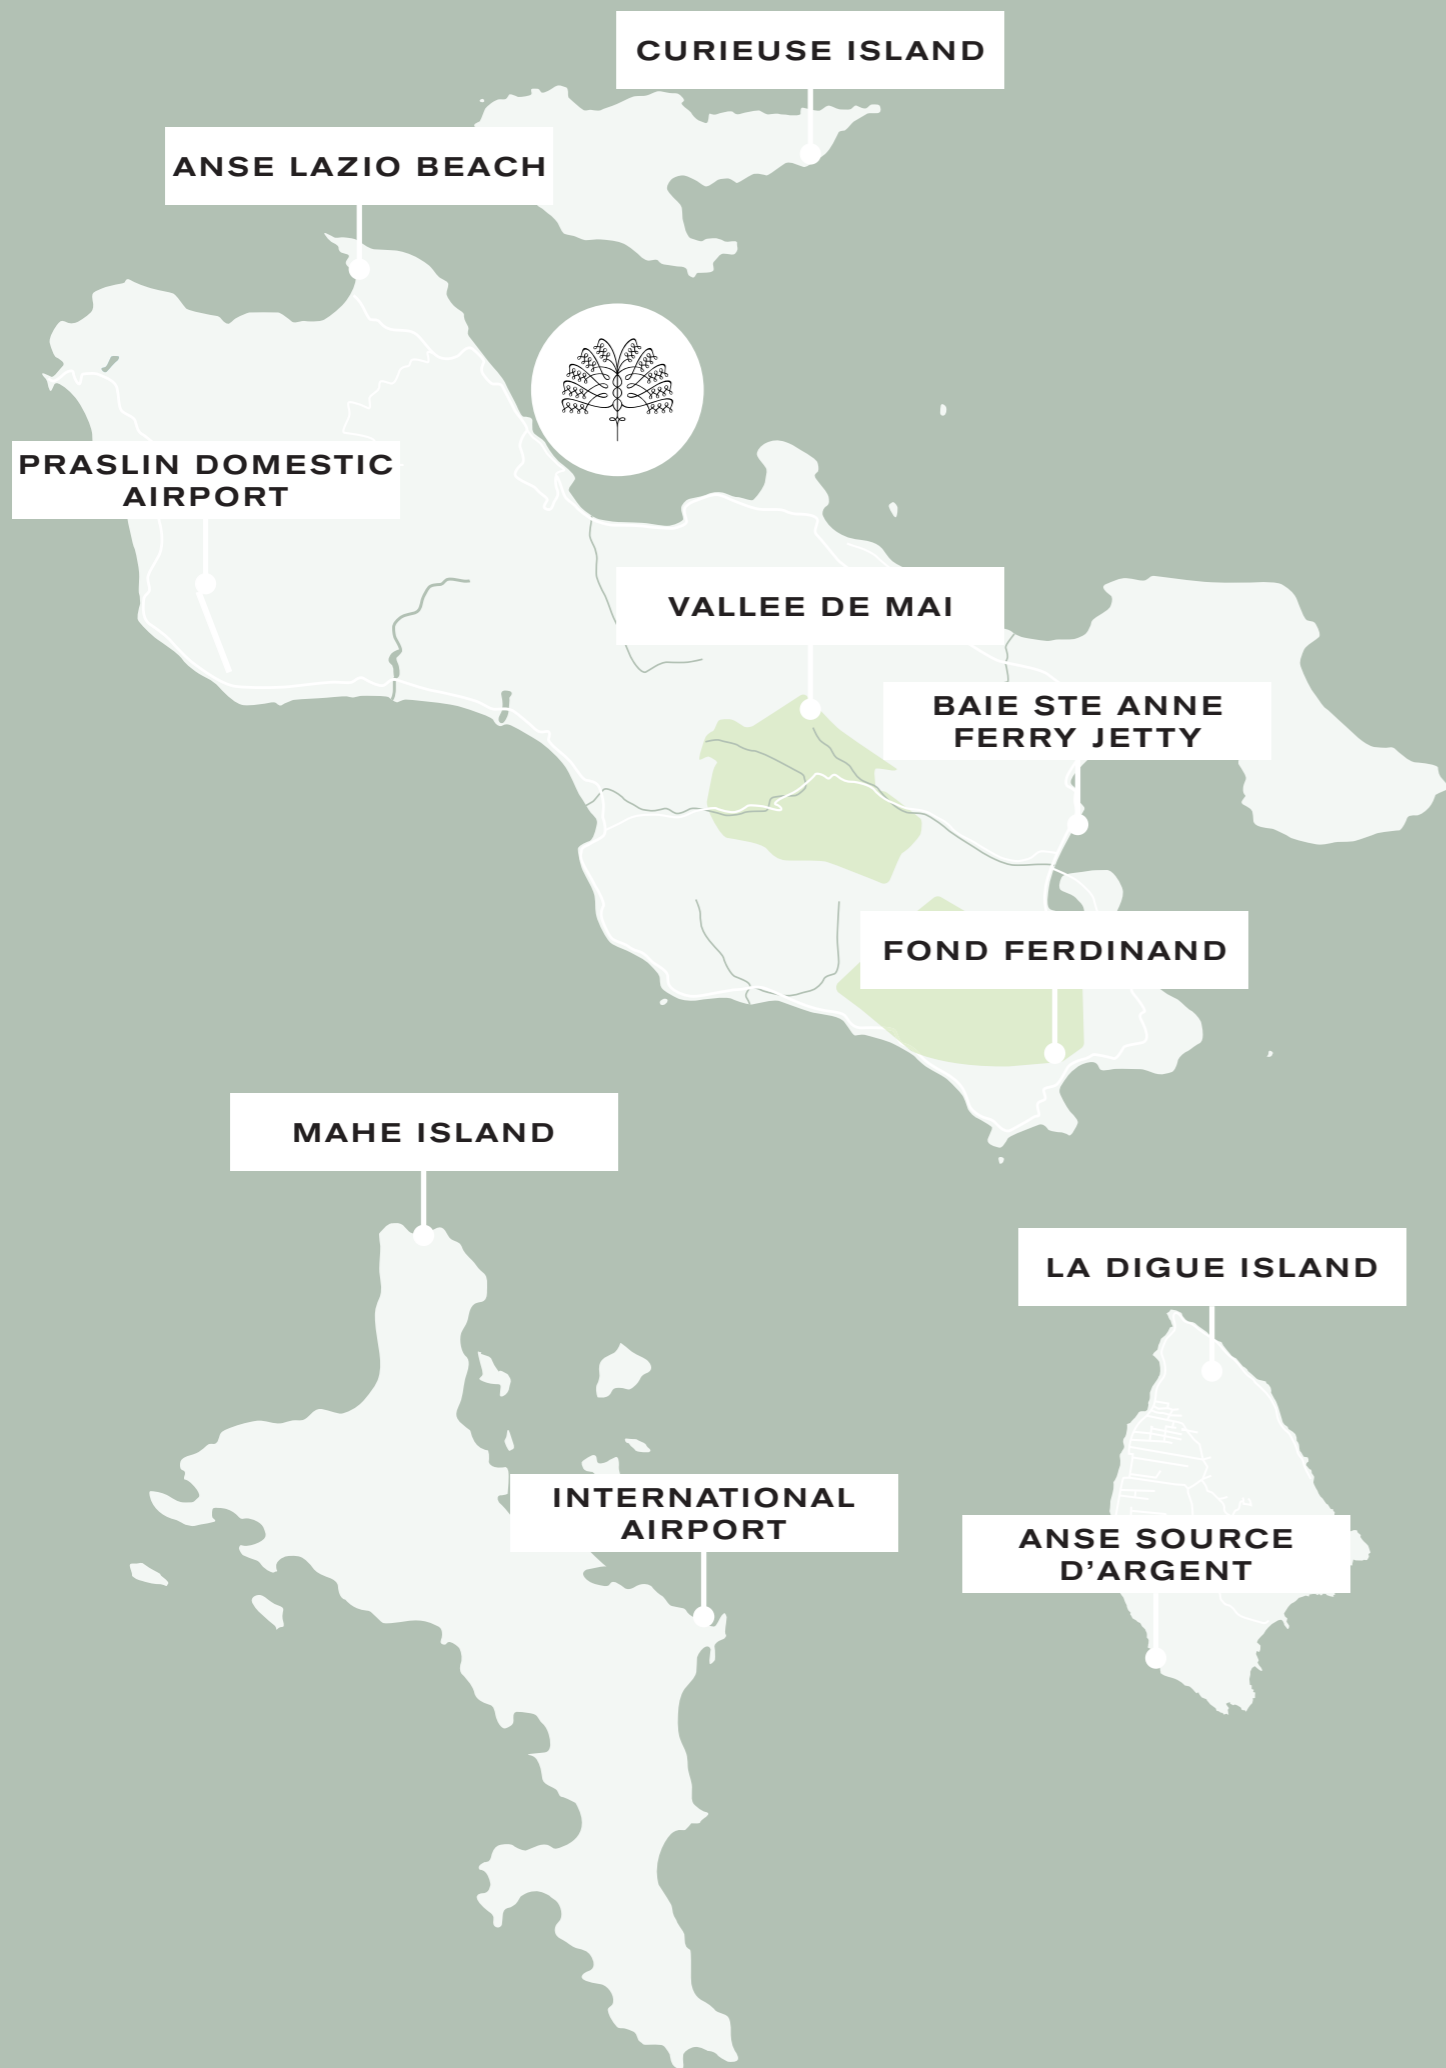 CURIEUSE ISLAND
ANSE LAZIO BEACH
PRASLIN DOMESTIC
AIRPORT
VALLEE DE MAI
BAIE STE ANNE
FERRY JETTY
FOND FERDINAND
MAHE ISLAND
LA DIGUE ISLAND
INTERNATIONAL
AIRPORT
ANSE SOURCE
D’ARGENT